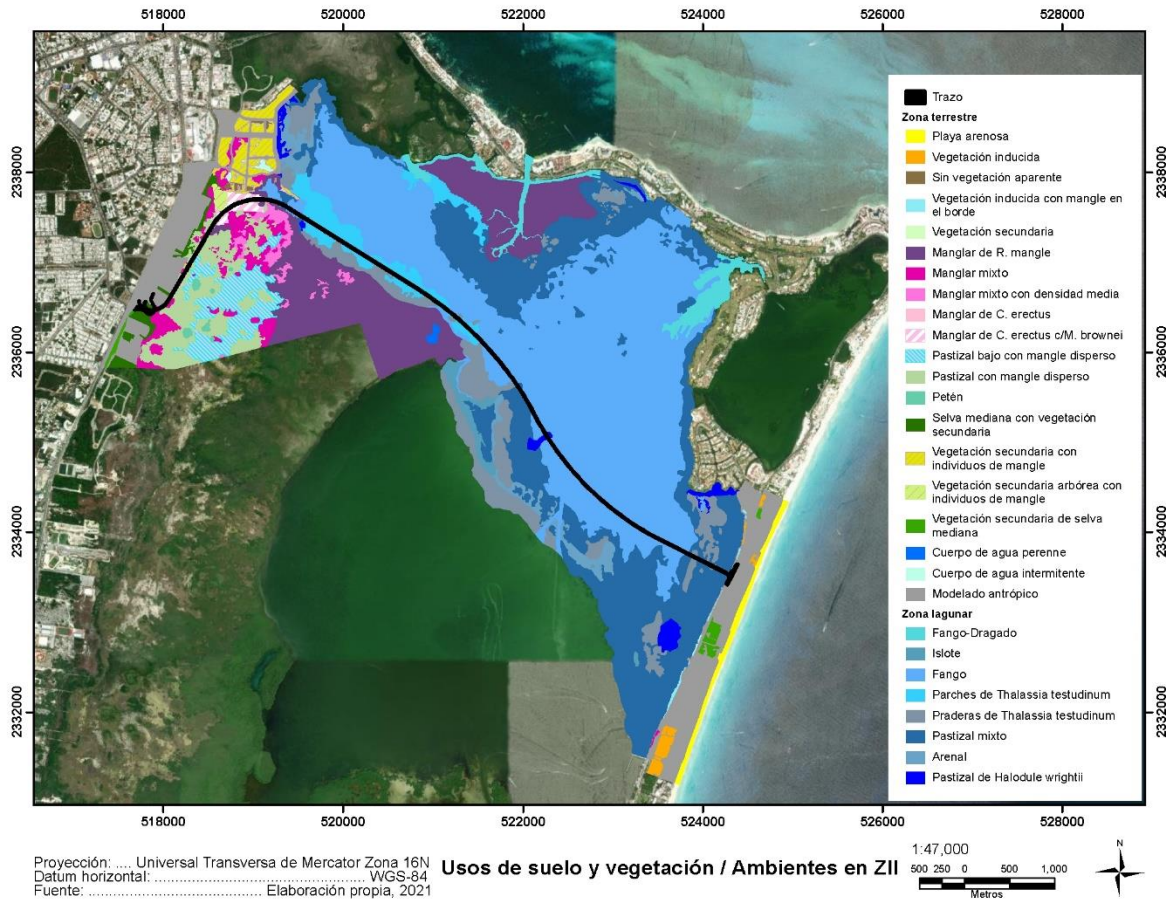 518000 520000 522000 524000 526000 528000
2338000
2336000
2334000
2332000
2338000
2336000
2334000
2332000
Trazo
Zona terrestre
Playa arenosa
Vegetación inducida
Sin vegetación aparente
Vegetación inducida con mangle en
el borde
Vegetación secundaria
Manglar de R. mangle
Manglar mixto
Manglar mixto con densidad media
Manglar de C. erectus
Manglar de C. erectus c/M. brownei
Pastizal bajo con mangle disperso
Pastizal con mangle disperso
Petén
Selva mediana con vegetación
secundaria
Vegetación secundaria con
individuos de mangle
Vegetación secundaria arbórea con
individuos de mangle
Vegetación secundaria de selva
mediana
Cuerpo de agua perenne
Cuerpo de agua intermitente
Modelado antrópico
Zona lagunar
Fango-Dragado
Islote
Fango
Parches de Thalassia testudinum
Praderas de Thalassia testudinum
Pastizal mixto
Arenal
Pastizal de Halodule wrightii
518000 520000 522000 524000 526000 528000
Proyección: .... Universal Transversa de Mercator Zona 16N
Datum horizontal: ........................................ WGS-84
Fuente: ...................................... Elaboración propia, 2021
Usos de suelo y vegetación / Ambientes en ZII
1:47,000
500 250 0 500 1,000
Metros
N